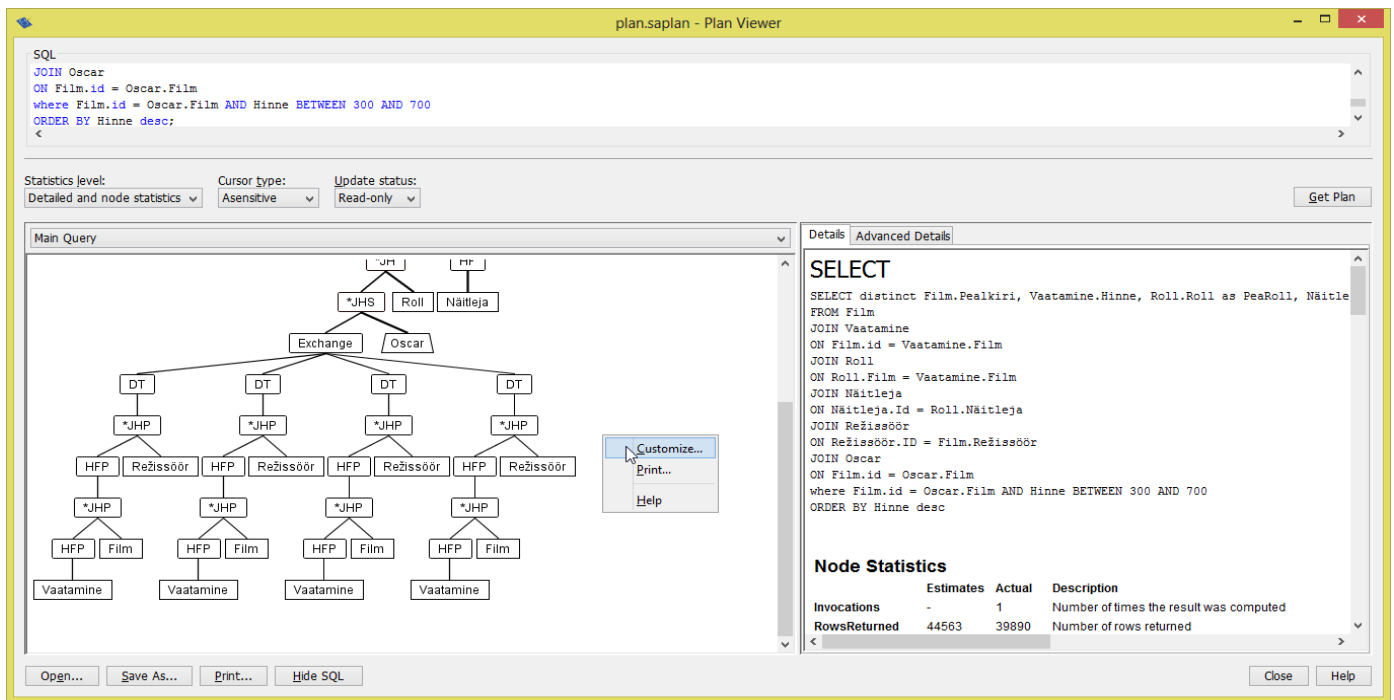 plan.saplan - Plan Viewer
SQL
JOIN Oscar
ON Film.id = Oscar.Film
where Film.id = Oscar.Film AND Hinne BETWEEN 300 AND 700
ORDER BY Hinne desc;
Statistics level: Cursor type: Update status:
Detailed and node statistics Asensitive Read-only Get Plan
Main Query
*JH HF
*JHS Roll Näitleja
Exchange Oscar
DT DT DT DT
*JHP *JHP *JHP *JHP
HFP Režissöör HFP Režissöör HFP Režissöör HFP Režissöör
*JHP *JHP *JHP *JHP
HFP Film HFP Film HFP Film HFP Film
Vaatamine Vaatamine Vaatamine Vaatamine
Customize...
Print...
Help
Details Advanced Details
SELECT
SELECT distinct Film.Pealkiri, Vaatamine.Hinne, Roll.Roll as PeaRoll, Näitle
FROM Film
JOIN Vaatamine
ON Film.id = Vaatamine.Film
JOIN Roll
ON Roll.Film = Vaatamine.Film
JOIN Näitleja
ON Näitleja.Id = Roll.Näitleja
JOIN Režissöör
ON Režissöör.ID = Film.Režissöör
JOIN Oscar
ON Film.id = Oscar.Film
where Film.id = Oscar.Film AND Hinne BETWEEN 300 AND 700
ORDER BY Hinne desc
Node Statistics
Estimates Actual Description
Invocations - 1 Number of times the result was computed
RowsReturned 44563 39890 Number of rows returned
Open... Save As... Print... Hide SQL Close Help